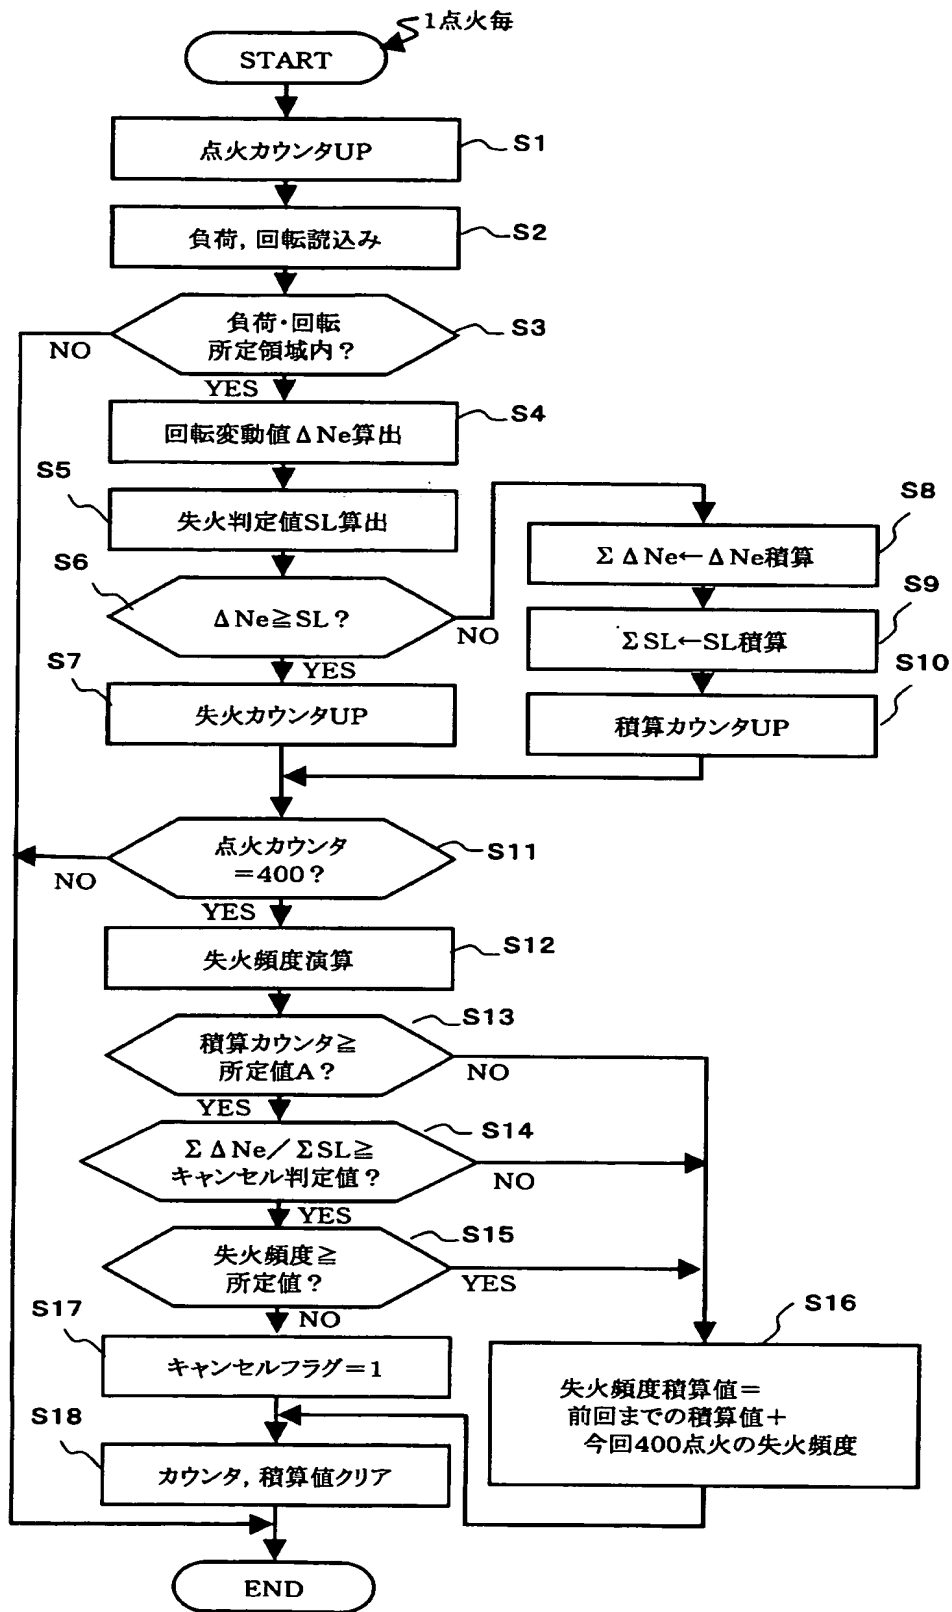 1点火毎
START
点火カウンタUP
S1
負荷,回転読込み
S2
負荷・回転
所定領域内?
S3
NO
YES
回転変動値ΔNe算出
S4
失火判定値SL算出
S5
ΔNe≧SL?
S6
NO
YES
失火カウンタUP
S7
ΣΔNe←ΔNe積算
S8
ΣSL←SL積算
S9
積算カウンタUP
S10
点火カウンタ
=400?
S11
NO
YES
失火頻度演算
S12
積算カウンタ≧
所定値A?
S13
NO
YES
ΣΔNe/ΣSL≧
キャンセル判定値?
S14
NO
YES
失火頻度≧
所定値?
S15
YES
NO
失火頻度積算値=
前回までの積算値+
今回400点火の失火頻度
S16
キャンセルフラグ=1
S17
カウンタ,積算値クリア
S18
END